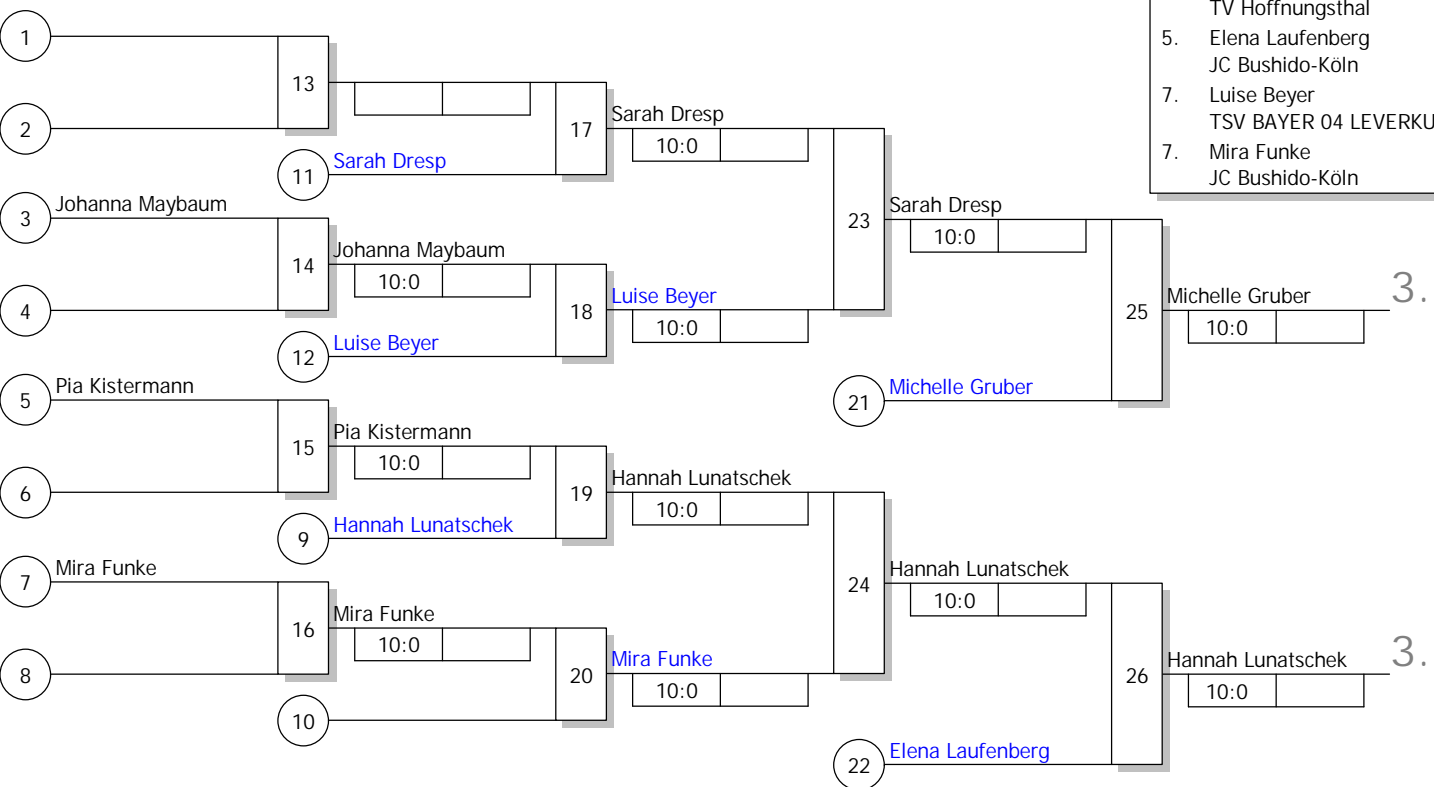 TV Hoffnungsthal
5. Elena Laufenberg
JC Bushido-Köln
7. Luise Beyer
TSV BAYER 04 LEVERKU
7. Mira Funke
JC Bushido-Köln
1
13
2
17
Sarah Dresp
10:0
11
Sarah Dresp
3
Johanna Maybaum
14
Johanna Maybaum
10:0
4
18
Luise Beyer
10:0
12
Luise Beyer
23
Sarah Dresp
10:0
25
Michelle Gruber
10:0
3.
21
Michelle Gruber
5
Pia Kistermann
15
Pia Kistermann
10:0
6
19
Hannah Lunatschek
10:0
9
Hannah Lunatschek
7
Mira Funke
16
Mira Funke
10:0
8
20
Mira Funke
10:0
10
24
Hannah Lunatschek
10:0
26
Hannah Lunatschek
10:0
3.
22
Elena Laufenberg